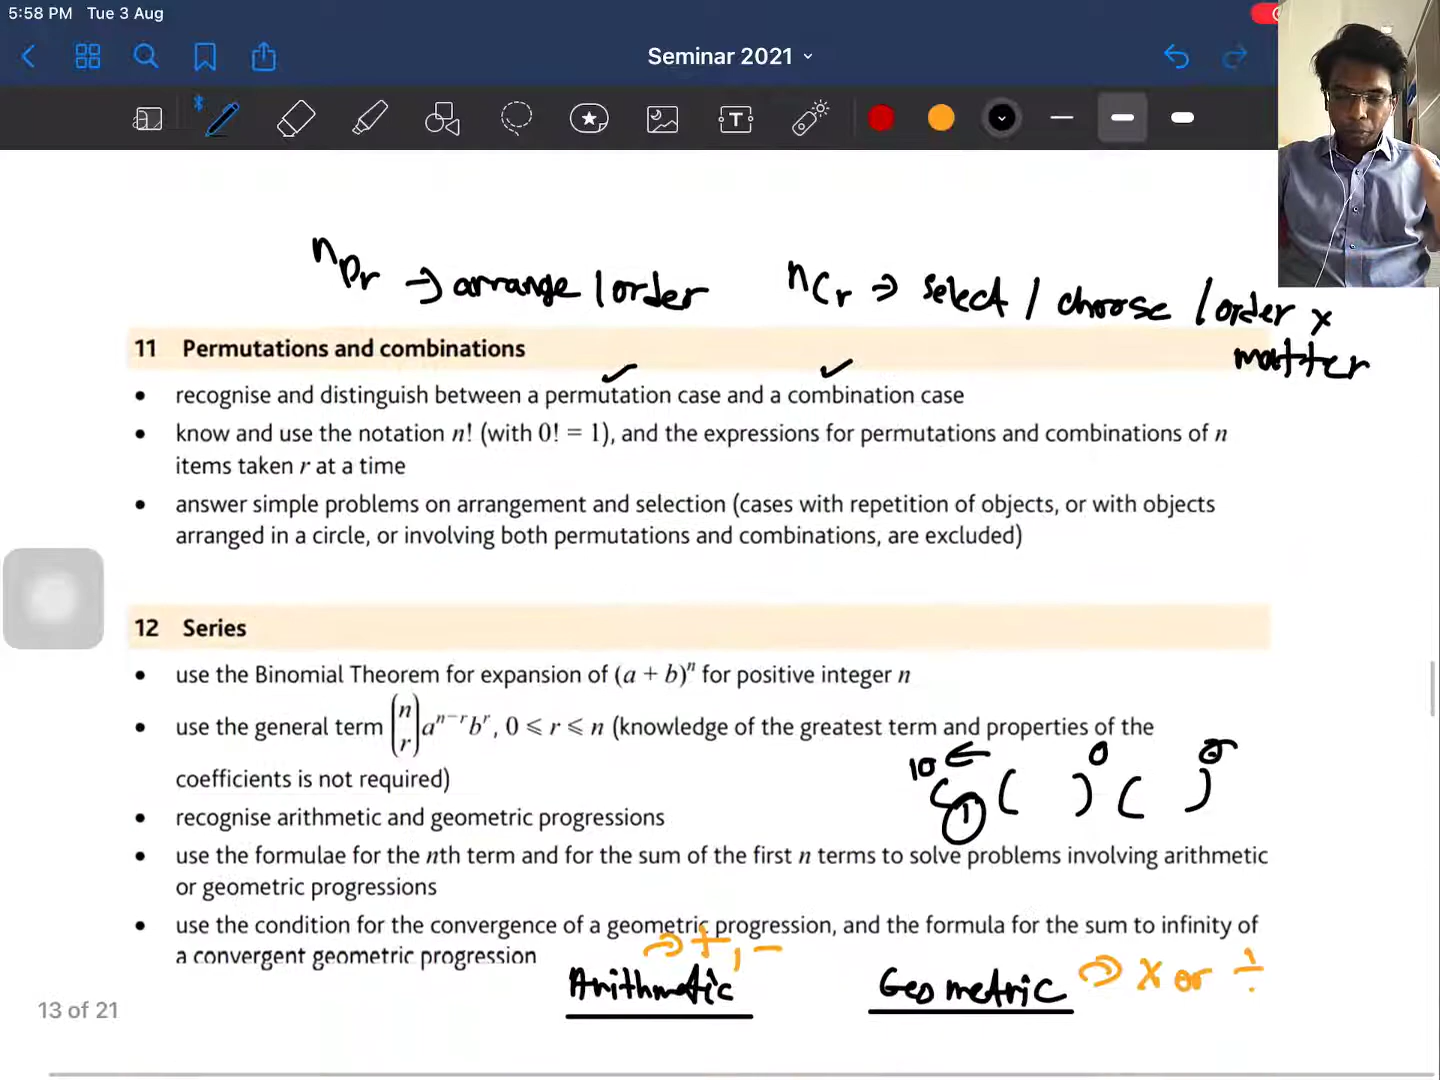 5:58 PM Tue 3 Aug
Seminar 2021
T
nPr → arrange / order
nCr ⇒ select / choose / order x
matter
11 Permutations and combinations
• recognise and distinguish between a permutation case and a combination case
• know and use the notation n! (with 0! = 1), and the expressions for permutations and combinations of n
items taken r at a time
• answer simple problems on arrangement and selection (cases with repetition of objects, or with objects
arranged in a circle, or involving both permutations and combinations, are excluded)
12 Series
• use the Binomial Theorem for expansion of (a + b)ⁿ for positive integer n
• use the general term (n r) aⁿ⁻ʳbʳ, 0 ⩽ r ⩽ n (knowledge of the greatest term and properties of the
coefficients is not required)
• recognise arithmetic and geometric progressions
• use the formulae for the nth term and for the sum of the first n terms to solve problems involving arithmetic
or geometric progressions
• use the condition for the convergence of a geometric progression, and the formula for the sum to infinity of
a convergent geometric progression
⇒ +, −
Arithmetic
Geometric ⇒ x or ÷
13 of 21